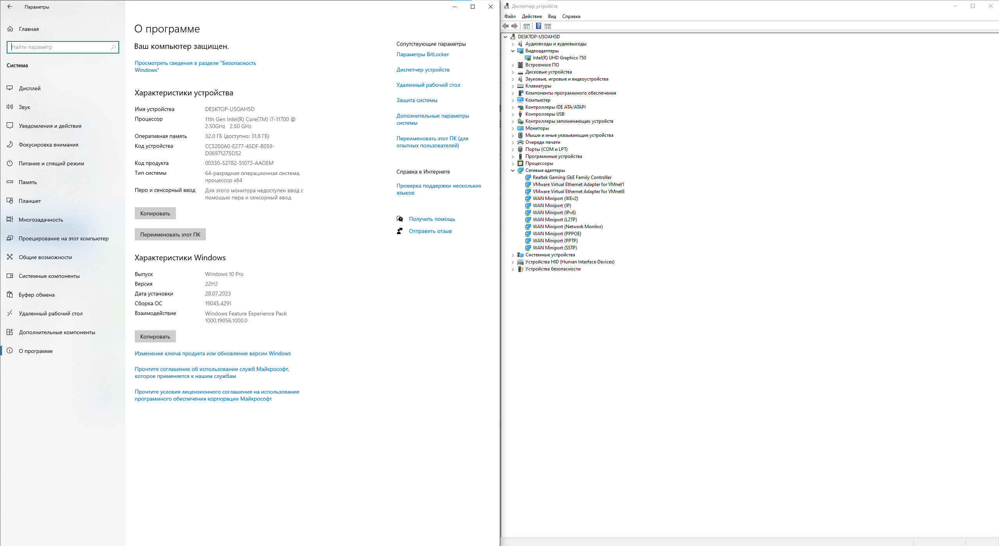 Параметры
Главная
Найти параметр
Система
Дисплей
Звук
Уведомления и действия
Фокусировка внимания
Питание и спящий режим
Память
Планшет
Многозадачность
Проецирование на этот компьютер
Общие возможности
Системные компоненты
Буфер обмена
Удаленный рабочий стол
Дополнительные компоненты
О программе
О программе
Ваш компьютер защищен.
Просмотреть сведения в разделе "Безопасность
Windows"
Характеристики устройства
Имя устройства DESKTOP-U5OAH5D
Процессор 11th Gen Intel(R) Core(TM) i7-11700 @
2.50GHz 2.50 GHz
Оперативная память 32,0 ГБ (доступно: 31,8 ГБ)
Код устройства CC5200A0-E277-45DF-B059-
D06971275D52
Код продукта 00330-52782-51073-AAOEM
Тип системы 64-разрядная операционная система,
процессор x64
Перо и сенсорный ввод Для этого монитора недоступен ввод с
помощью пера и сенсорный ввод
Копировать
Переименовать этот ПК
Характеристики Windows
Выпуск Windows 10 Pro
Версия 22H2
Дата установки 28.07.2023
Сборка ОС 19045.4291
Взаимодействие Windows Feature Experience Pack
1000.19056.1000.0
Копировать
Изменение ключа продукта или обновление версии Windows
Прочтите соглашение об использовании служб Майкрософт,
которое применяется к нашим службам
Прочтите условия лицензионного соглашения на использование
программного обеспечения корпорации Майкрософт
Сопутствующие параметры
Параметры BitLocker
Диспетчер устройств
Удаленный рабочий стол
Защита системы
Дополнительные параметры
системы
Переименовать этот ПК (для
опытных пользователей)
Справка в Интернете
Проверка поддержки нескольких
языков
Получить помощь
Отправить отзыв
Диспетчер устройств
Файл Действие Вид Справка
DESKTOP-U5OAH5D
Аудиовходы и аудиовыходы
Видеоадаптеры
Intel(R) UHD Graphics 750
Встроенное ПО
Дисковые устройства
Звуковые, игровые и видеоустройства
Клавиатуры
Компоненты программного обеспечения
Компьютер
Контроллеры IDE ATA/ATAPI
Контроллеры USB
Контроллеры запоминающих устройств
Мониторы
Мыши и иные указывающие устройства
Очереди печати
Порты (COM и LPT)
Программные устройства
Процессоры
Сетевые адаптеры
Realtek Gaming GbE Family Controller
VMware Virtual Ethernet Adapter for VMnet1
VMware Virtual Ethernet Adapter for VMnet8
WAN Miniport (IKEv2)
WAN Miniport (IP)
WAN Miniport (IPv6)
WAN Miniport (L2TP)
WAN Miniport (Network Monitor)
WAN Miniport (PPPOE)
WAN Miniport (PPTP)
WAN Miniport (SSTP)
Системные устройства
Устройства HID (Human Interface Devices)
Устройства безопасности